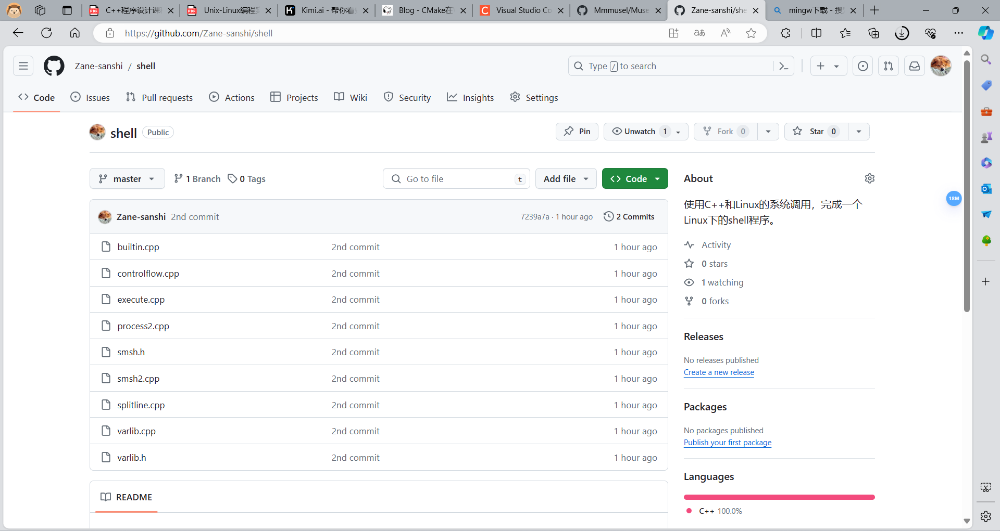 C++程序设计课
Unix-Linux编程实
Kimi.ai - 帮你看
Blog - CMake在
Visual Studio Co
Mmmusel/Muse
Zane-sanshi/she
mingw下载 - 搜
https://github.com/Zane-sanshi/shell
Zane-sanshi / shell
Type / to search
Code
Issues
Pull requests
Actions
Projects
Wiki
Security
Insights
Settings
shell Public
Pin
Unwatch 1
Fork 0
Star 0
master
1 Branch
0 Tags
Go to file t
Add file
Code
Zane-sanshi 2nd commit 7239a7a · 1 hour ago 2 Commits
builtin.cpp 2nd commit 1 hour ago
controlflow.cpp 2nd commit 1 hour ago
execute.cpp 2nd commit 1 hour ago
process2.cpp 2nd commit 1 hour ago
smsh.h 2nd commit 1 hour ago
smsh2.cpp 2nd commit 1 hour ago
splitline.cpp 2nd commit 1 hour ago
varlib.cpp 2nd commit 1 hour ago
varlib.h 2nd commit 1 hour ago
README
About
使用C++和Linux的系统调用，完成一个
Linux下的shell程序。
Activity
0 stars
1 watching
0 forks
Releases
No releases published
Create a new release
Packages
No packages published
Publish your first package
Languages
C++ 100.0%
18M